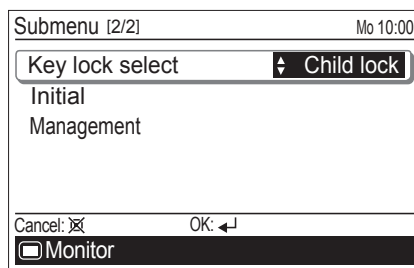 Submenu [2/2] Mo 10:00
Key lock select Child lock
Initial
Management
Cancel: OK:
Monitor